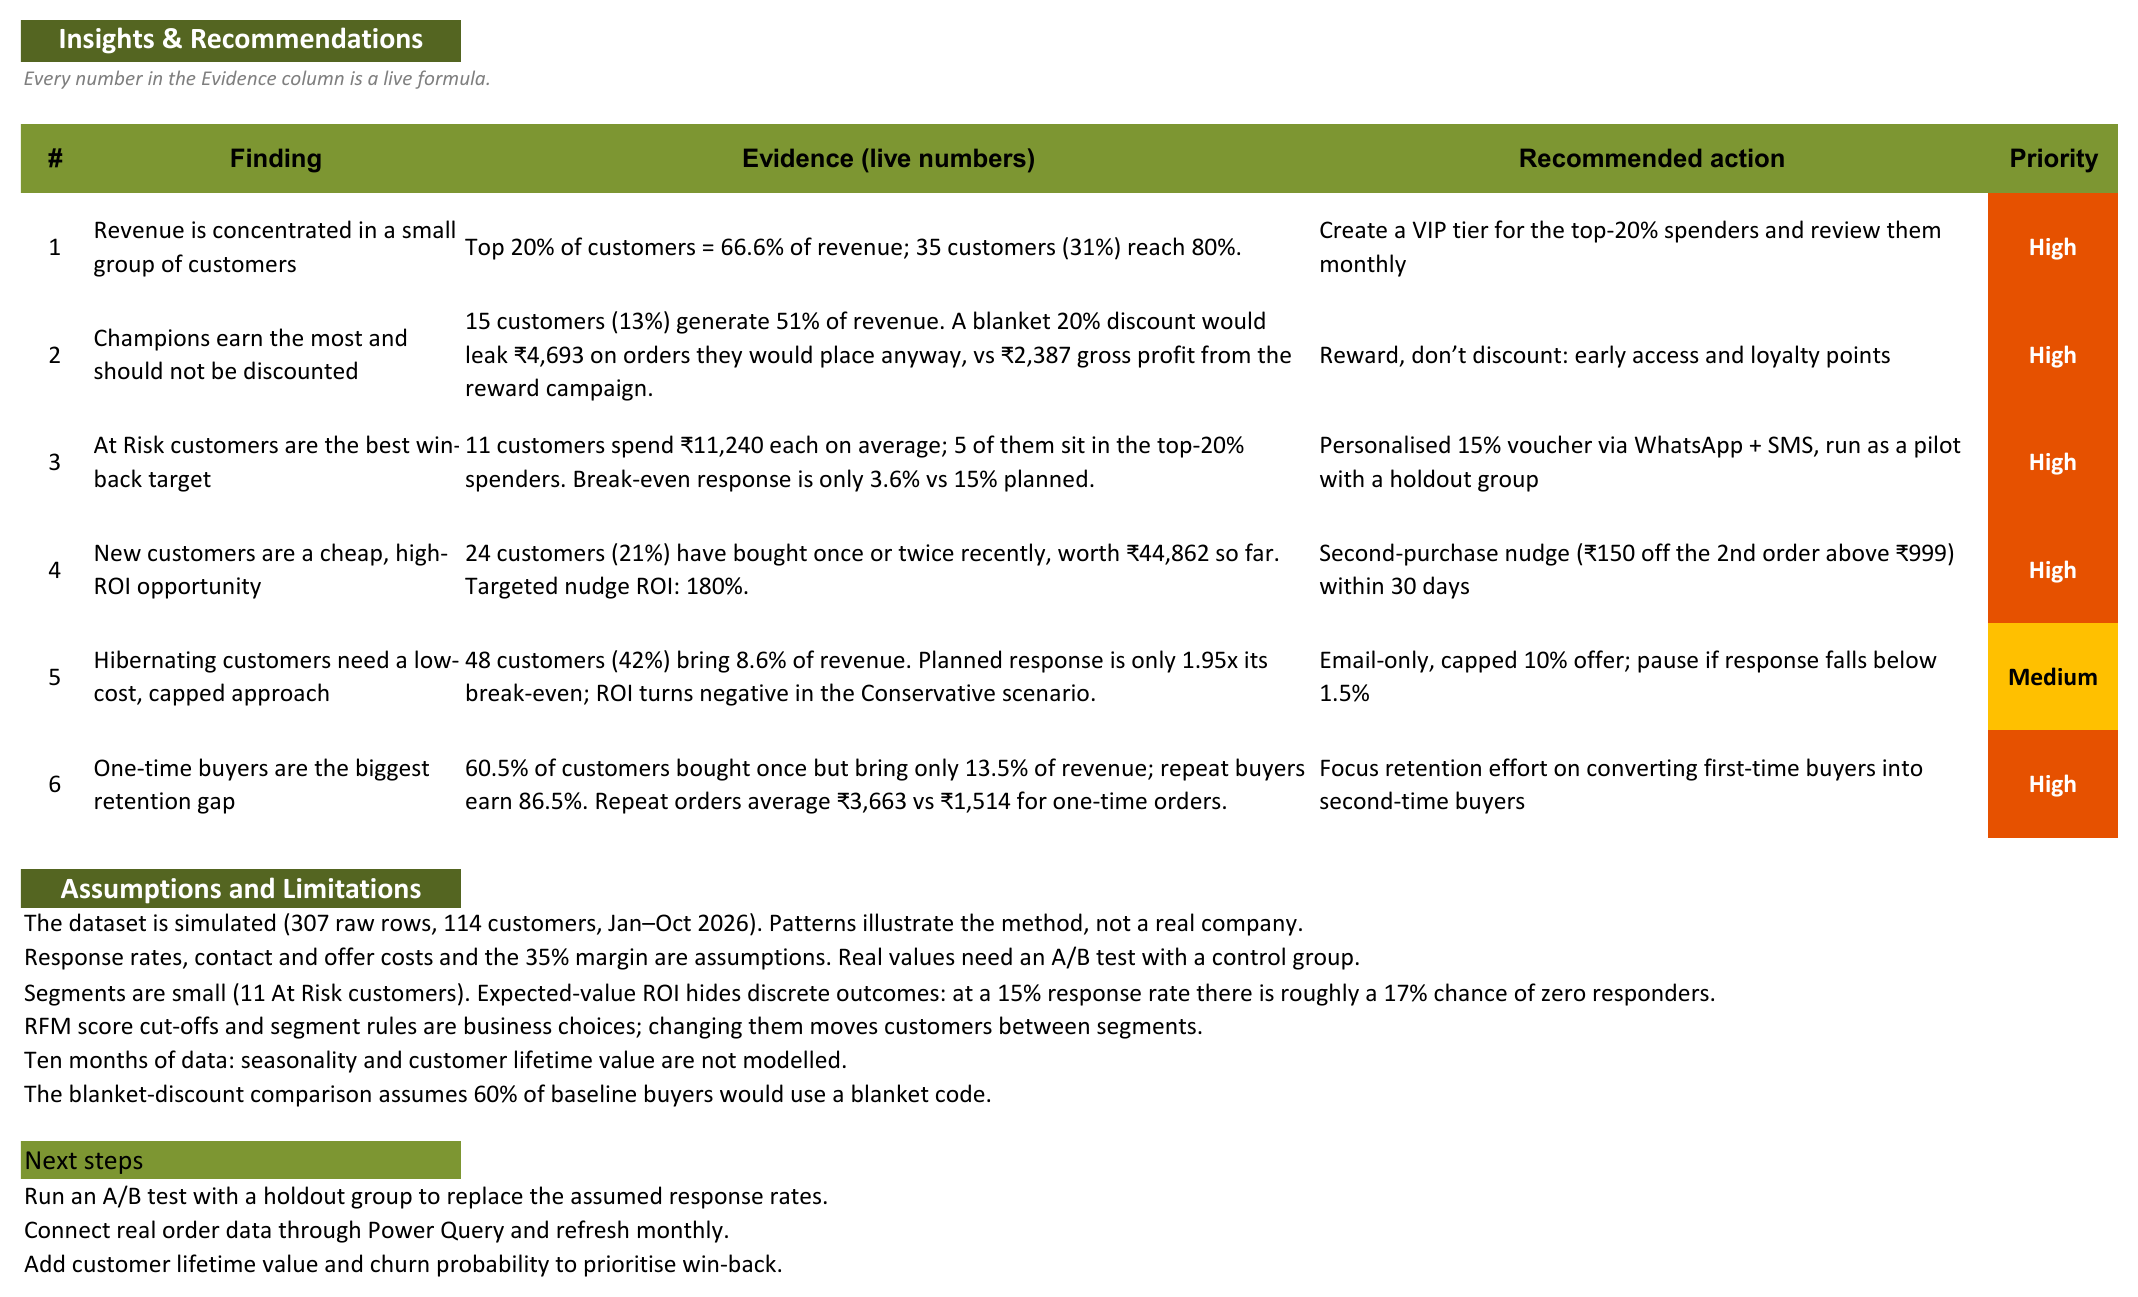 Insights & Recommendations
Every number in the Evidence column is a live formula.
# Finding Evidence (live numbers) Recommended action Priority
1
Revenue is concentrated in a small
group of customers
Top 20% of customers = 66.6% of revenue; 35 customers (31%) reach 80%.
Create a VIP tier for the top-20% spenders and review them
monthly
High
2
Champions earn the most and
should not be discounted
15 customers (13%) generate 51% of revenue. A blanket 20% discount would
leak ₹4,693 on orders they would place anyway, vs ₹2,387 gross profit from the
reward campaign.
Reward, don’t discount: early access and loyalty points
High
3
At Risk customers are the best win-
back target
11 customers spend ₹11,240 each on average; 5 of them sit in the top-20%
spenders. Break-even response is only 3.6% vs 15% planned.
Personalised 15% voucher via WhatsApp + SMS, run as a pilot
with a holdout group
High
4
New customers are a cheap, high-
ROI opportunity
24 customers (21%) have bought once or twice recently, worth ₹44,862 so far.
Targeted nudge ROI: 180%.
Second-purchase nudge (₹150 off the 2nd order above ₹999)
within 30 days
High
5
Hibernating customers need a low-
cost, capped approach
48 customers (42%) bring 8.6% of revenue. Planned response is only 1.95x its
break-even; ROI turns negative in the Conservative scenario.
Email-only, capped 10% offer; pause if response falls below
1.5%
Medium
6
One-time buyers are the biggest
retention gap
60.5% of customers bought once but bring only 13.5% of revenue; repeat buyers
earn 86.5%. Repeat orders average ₹3,663 vs ₹1,514 for one-time orders.
Focus retention effort on converting first-time buyers into
second-time buyers
High
Assumptions and Limitations
The dataset is simulated (307 raw rows, 114 customers, Jan–Oct 2026). Patterns illustrate the method, not a real company.
Response rates, contact and offer costs and the 35% margin are assumptions. Real values need an A/B test with a control group.
Segments are small (11 At Risk customers). Expected-value ROI hides discrete outcomes: at a 15% response rate there is roughly a 17% chance of zero responders.
RFM score cut-offs and segment rules are business choices; changing them moves customers between segments.
Ten months of data: seasonality and customer lifetime value are not modelled.
The blanket-discount comparison assumes 60% of baseline buyers would use a blanket code.
Next steps
Run an A/B test with a holdout group to replace the assumed response rates.
Connect real order data through Power Query and refresh monthly.
Add customer lifetime value and churn probability to prioritise win-back.